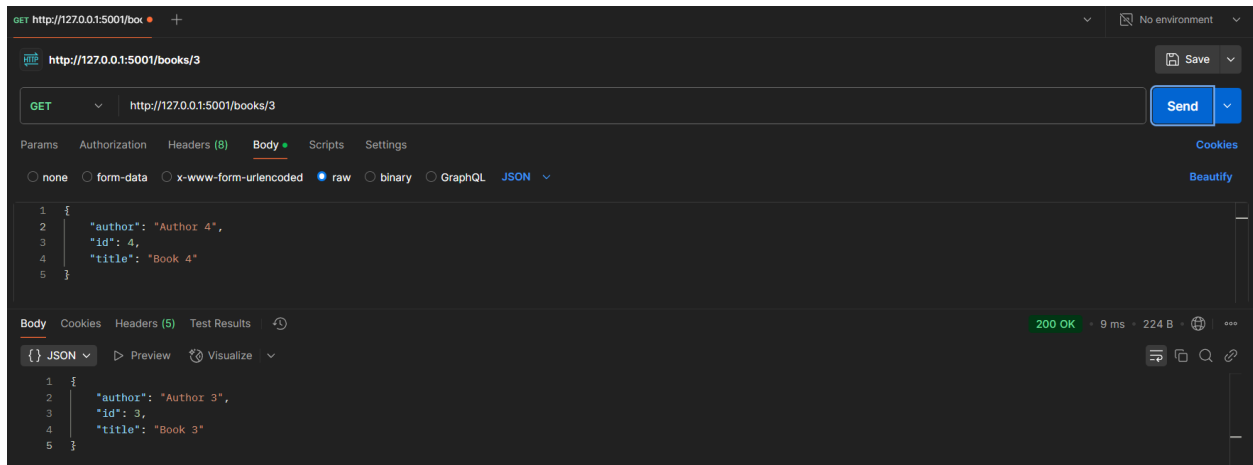 GET http://127.0.0.1:5001/boo
No environment
HTTP http://127.0.0.1:5001/books/3
Save
GET http://127.0.0.1:5001/books/3
Send
Params Authorization Headers (8) Body Scripts Settings Cookies
none form-data x-www-form-urlencoded raw binary GraphQL JSON Beautify
1 {
2 "author": "Author 4",
3 "id": 4,
4 "title": "Book 4"
5 }
Body Cookies Headers (5) Test Results 200 OK 9 ms 224 B
{} JSON Preview Visualize
1 {
2 "author": "Author 3",
3 "id": 3,
4 "title": "Book 3"
5 }